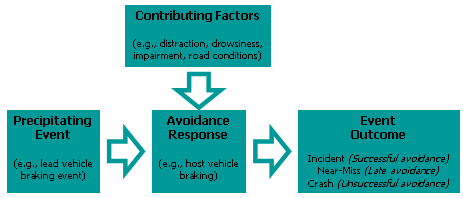 Contributing Factors
(e.g., distraction, drowsiness,
impairment, road conditions)
Precipitating
Event
(e.g., lead vehicle
braking event)
Avoidance
Response
(e.g., host vehicle
braking)
Event
Outcome
Incident (Successful avoidance)
Near-Miss (Late avoidance)
Crash (Unsuccessful avoidance)